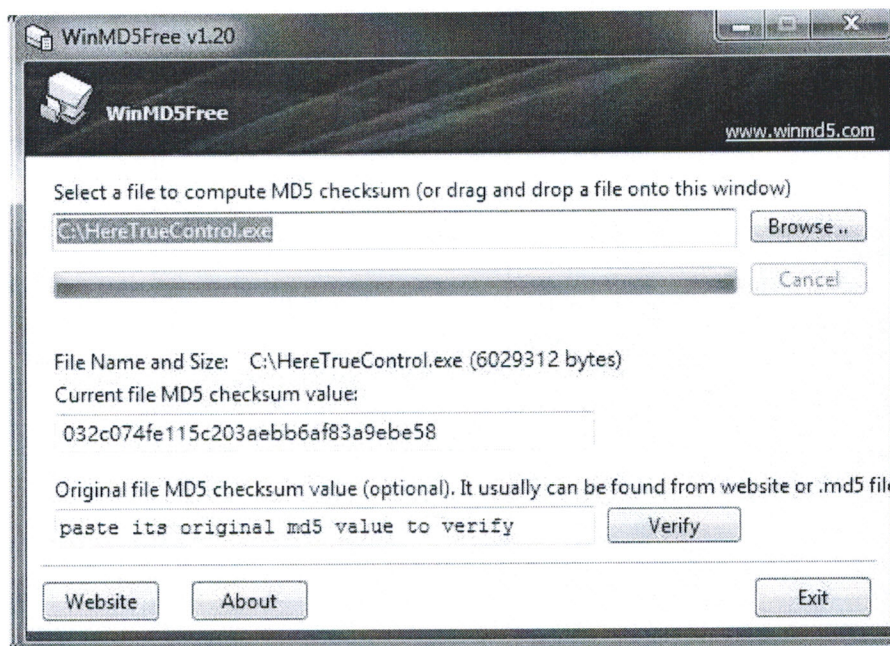 WinMD5Free v1.20
WinMD5Free
www.winmd5.com
Select a file to compute MD5 checksum (or drag and drop a file onto this window)
C:\HereTrueControl.exe
Browse ..
Cancel
File Name and Size: C:\HereTrueControl.exe (6029312 bytes)
Current file MD5 checksum value:
032c074fe115c203aebb6af83a9ebe58
Original file MD5 checksum value (optional). It usually can be found from website or .md5 file
paste its original md5 value to verify
Verify
Website
About
Exit